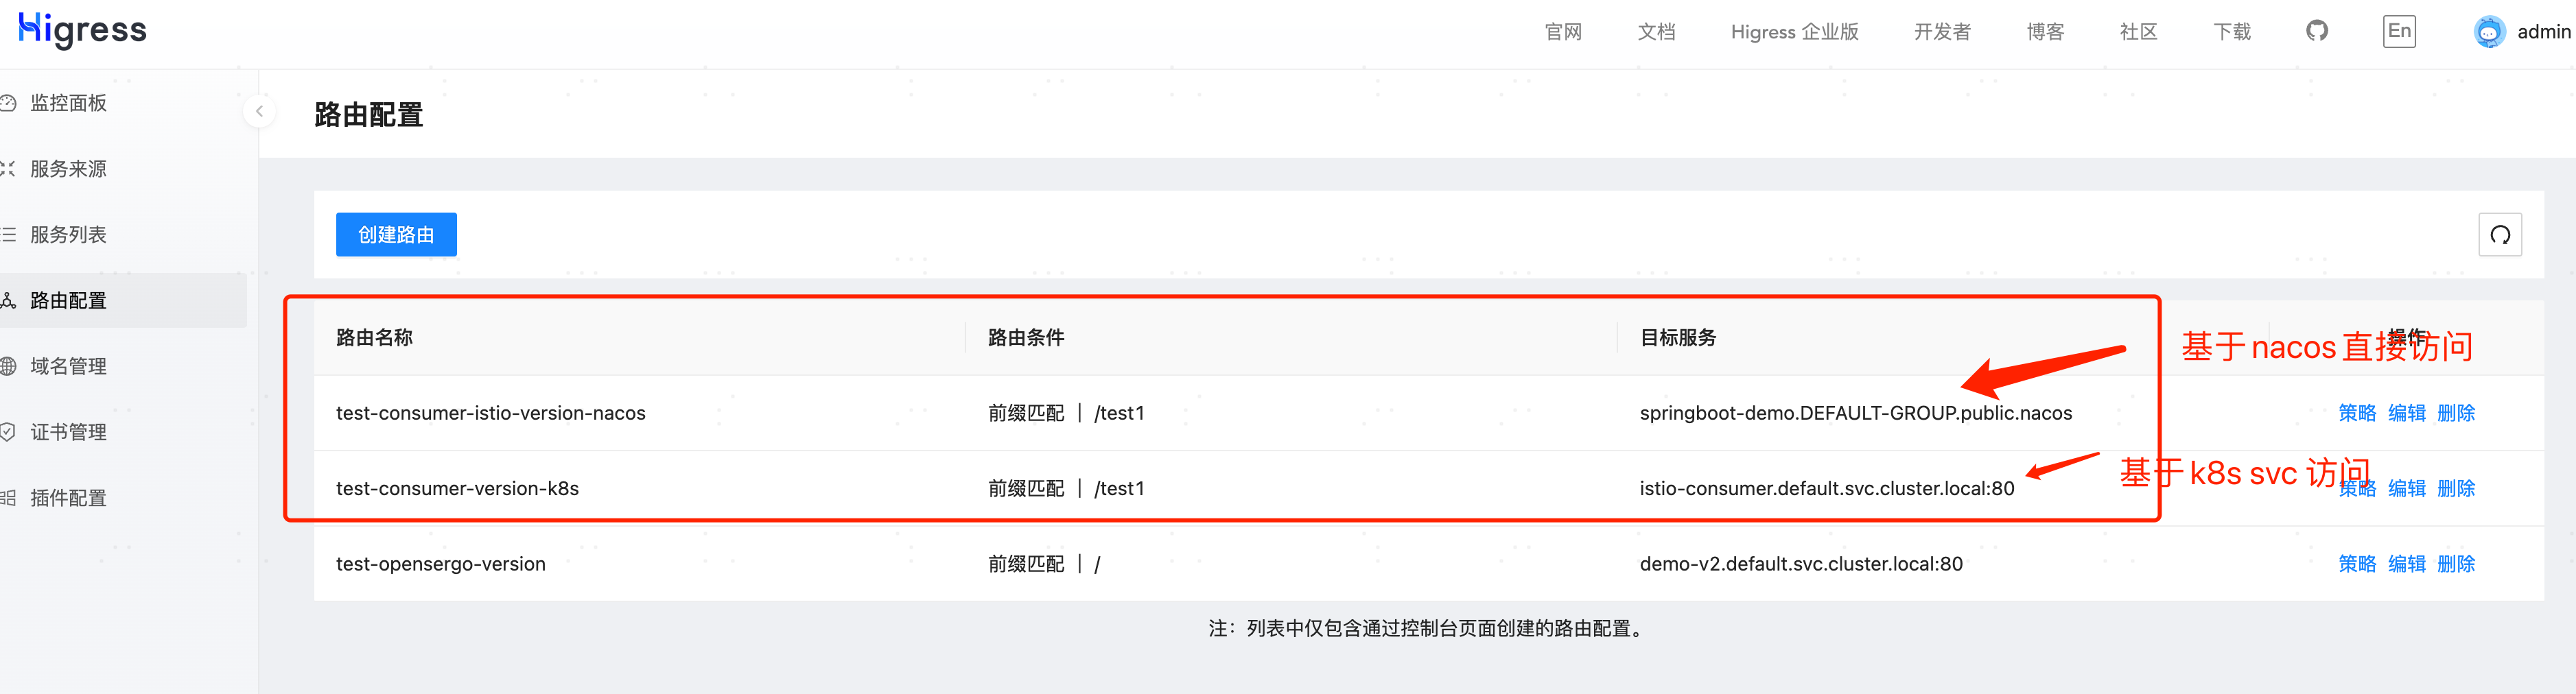 Higress
官网 文档 Higress 企业版 开发者 博客 社区 下载 En admin
监控面板
服务来源
服务列表
路由配置
域名管理
证书管理
插件配置
路由配置
创建路由
路由名称 路由条件 目标服务 操作
基于nacos直接访问
test-consumer-istio-version-nacos 前缀匹配 | /test1 springboot-demo.DEFAULT-GROUP.public.nacos 策略 编辑 删除
基于k8s svc 访问
test-consumer-version-k8s 前缀匹配 | /test1 istio-consumer.default.svc.cluster.local:80 策略 编辑 删除
test-opensergo-version 前缀匹配 | / demo-v2.default.svc.cluster.local:80 策略 编辑 删除
注：列表中仅包含通过控制台页面创建的路由配置。